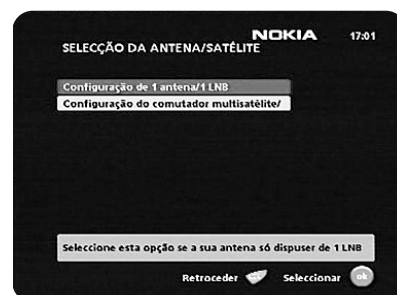 NOKIA 17:01
SELECÇÃO DA ANTENA/SATÉLITE
Configuração de 1 antena/1 LNB
Configuração do comutador multisatélite/
Seleccione esta opção se a sua antena só dispuser de 1 LNB
Retroceder Seleccionar ok